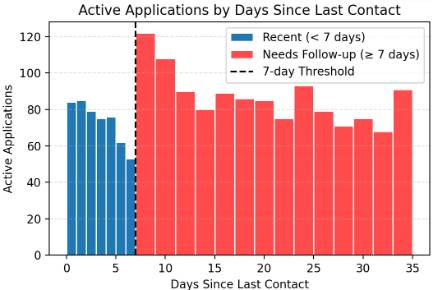 Active Applications by Days Since Last Contact
Recent (< 7 days)
Needs Follow-up (≥ 7 days)
7-day Threshold
Active Applications
120
100
80
60
40
20
0
0 5 10 15 20 25 30 35
Days Since Last Contact